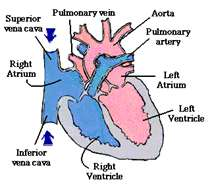 Superior
vena cava
Pulmonary vein
Aorta
Pulmonary
artery
Right
Atrium
Left
Atrium
Left
Ventricle
Inferior
vena cava
Right
Ventricle